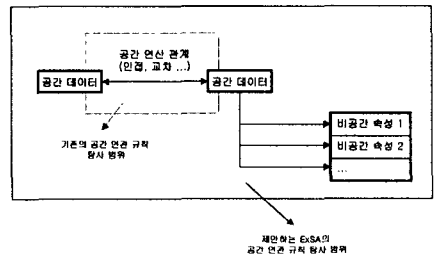 공간 연산 관계
(인접, 교차 ...)
공간 데이터
공간 데이터
기존의 공간 연관 규칙
탐사 범위
비공간 속성 1
비공간 속성 2
...
제안하는 ExSA의
공간 연관 규칙 탐사 범위